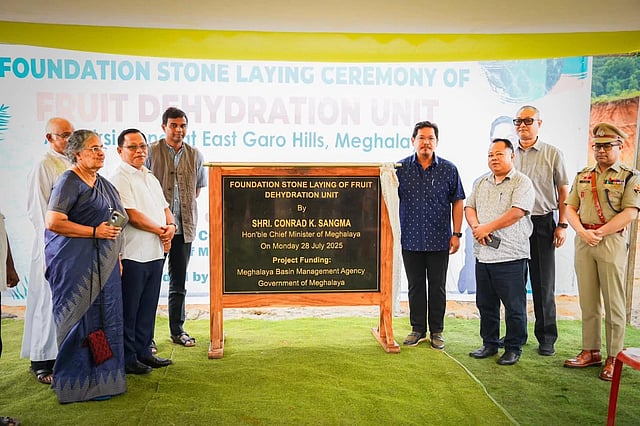 FOUNDATION STONE LAYING CEREMONY OF
FRUIT DEHYDRATION UNIT
at East Garo Hills, Meghalaya
FOUNDATION STONE LAYING OF FRUIT
DEHYDRATION UNIT
By
SHRI. CONRAD K. SANGMA
Hon'ble Chief Minister of Meghalaya
On Monday 28 July 2025
Project Funding:
Meghalaya Basin Management Agency
Government of Meghalaya